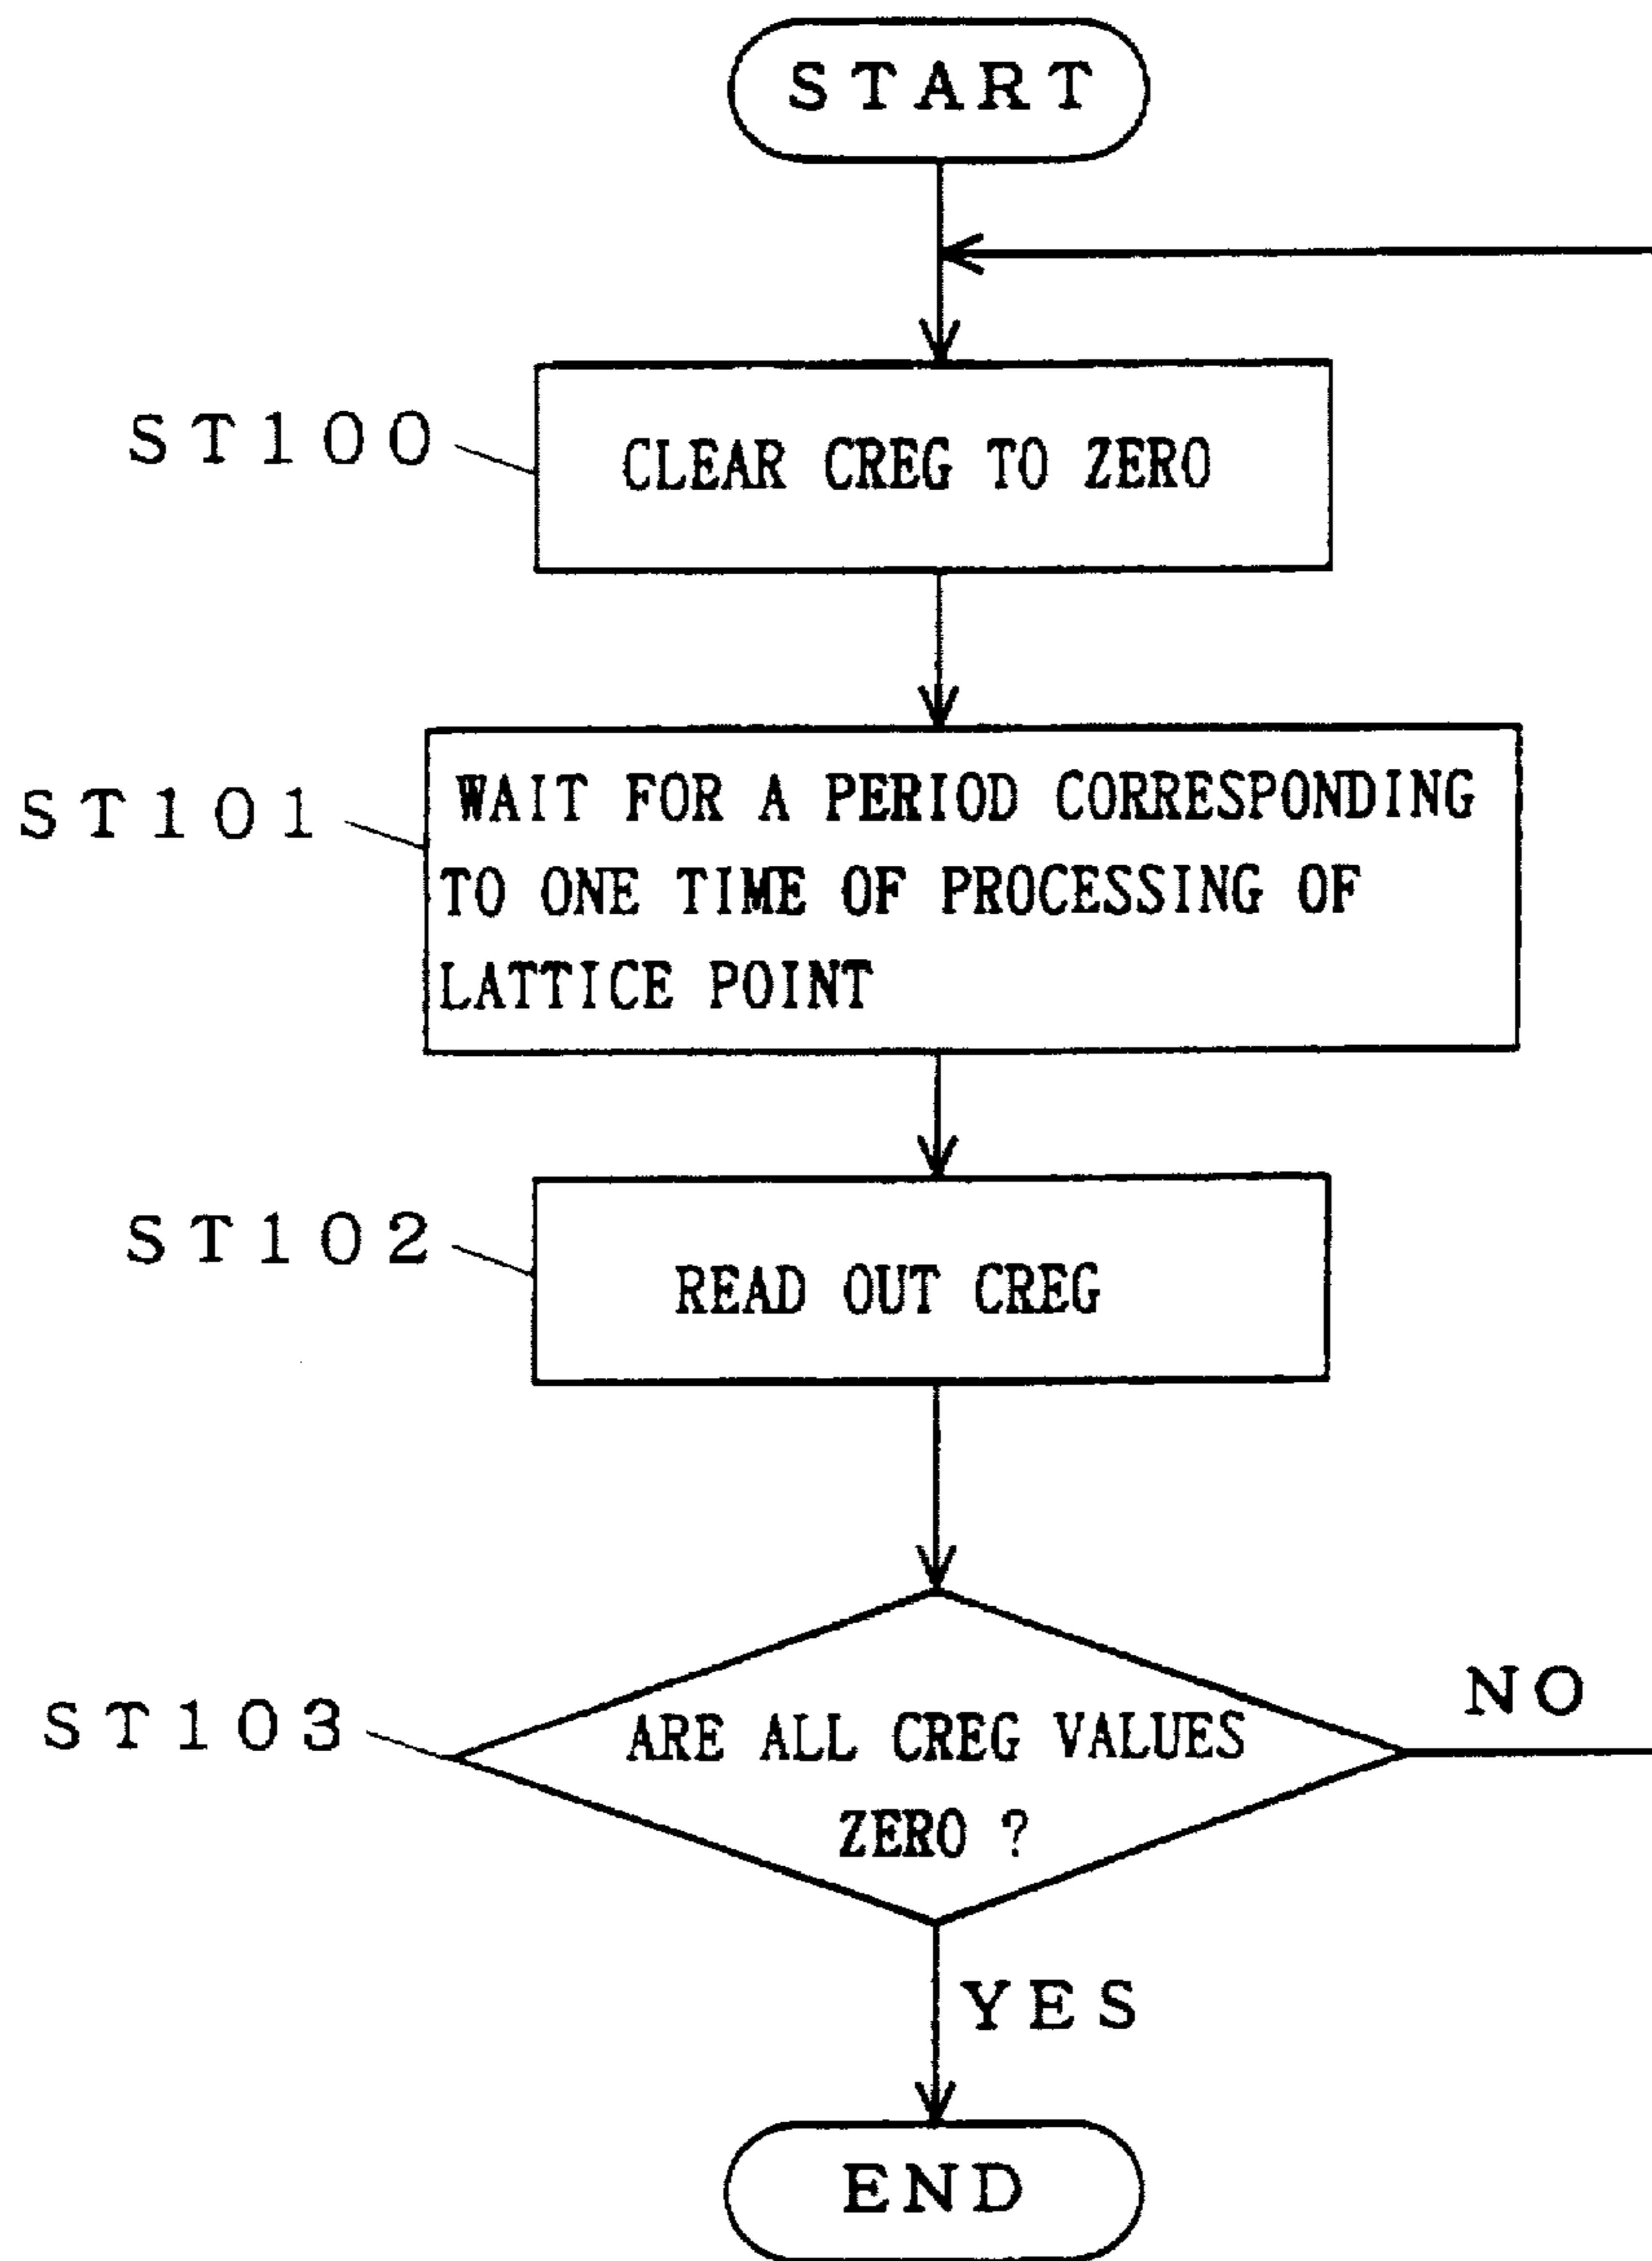 START
ST100
CLEAR CREG TO ZERO
ST101
WAIT FOR A PERIOD CORRESPONDING
TO ONE TIME OF PROCESSING OF
LATTICE POINT
ST102
READ OUT CREG
ST103
ARE ALL CREG VALUES
ZERO ?
NO
YES
END